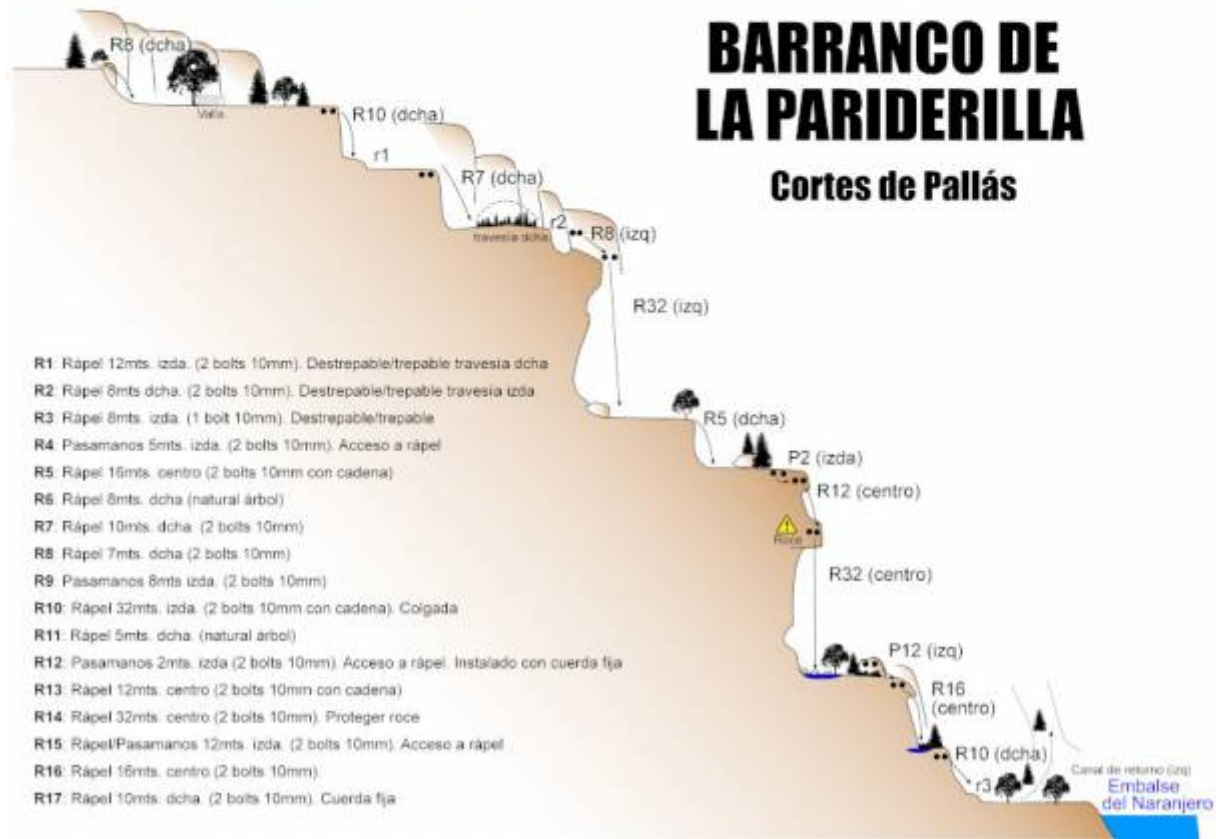 BARRANCO DE
LA PARIDERILLA
Cortes de Pallás
R8 (dcha)
Valla
R10 (dcha)
r1
R7 (dcha)
travesía dcha
r2
R8 (izq)
R32 (izq)
R5 (dcha)
P2 (izda)
R12 (centro)
Roce
R32 (centro)
P12 (izq)
R16
(centro)
R10 (dcha)
r3
Canal de retorno (izq)
Embalse
del Naranjero
R1: Rápel 12mts. izda. (2 bolts 10mm). Destrepable/trepable travesía dcha
R2: Rápel 8mts dcha. (2 bolts 10mm). Destrepable/trepable travesía izda
R3: Rápel 8mts. izda. (1 bolt 10mm). Destrepable/trepable
R4: Pasamanos 5mts. izda. (2 bolts 10mm). Acceso a rápel
R5: Rápel 16mts. centro (2 bolts 10mm con cadena)
R6: Rápel 8mts. dcha (natural árbol)
R7: Rápel 10mts. dcha. (2 bolts 10mm)
R8: Rápel 7mts. dcha (2 bolts 10mm)
R9: Pasamanos 8mts izda. (2 bolts 10mm)
R10: Rápel 32mts. izda. (2 bolts 10mm con cadena). Colgada
R11: Rápel 5mts. dcha. (natural árbol)
R12: Pasamanos 2mts. izda (2 bolts 10mm). Acceso a rápel. Instalado con cuerda fija
R13: Rápel 12mts. centro (2 bolts 10mm con cadena)
R14: Rápel 32mts. centro (2 bolts 10mm). Proteger roce
R15: Rápel/Pasamanos 12mts. izda. (2 bolts 10mm). Acceso a rápel
R16: Rápel 16mts. centro (2 bolts 10mm).
R17: Rápel 10mts. dcha. (2 bolts 10mm). Cuerda fija